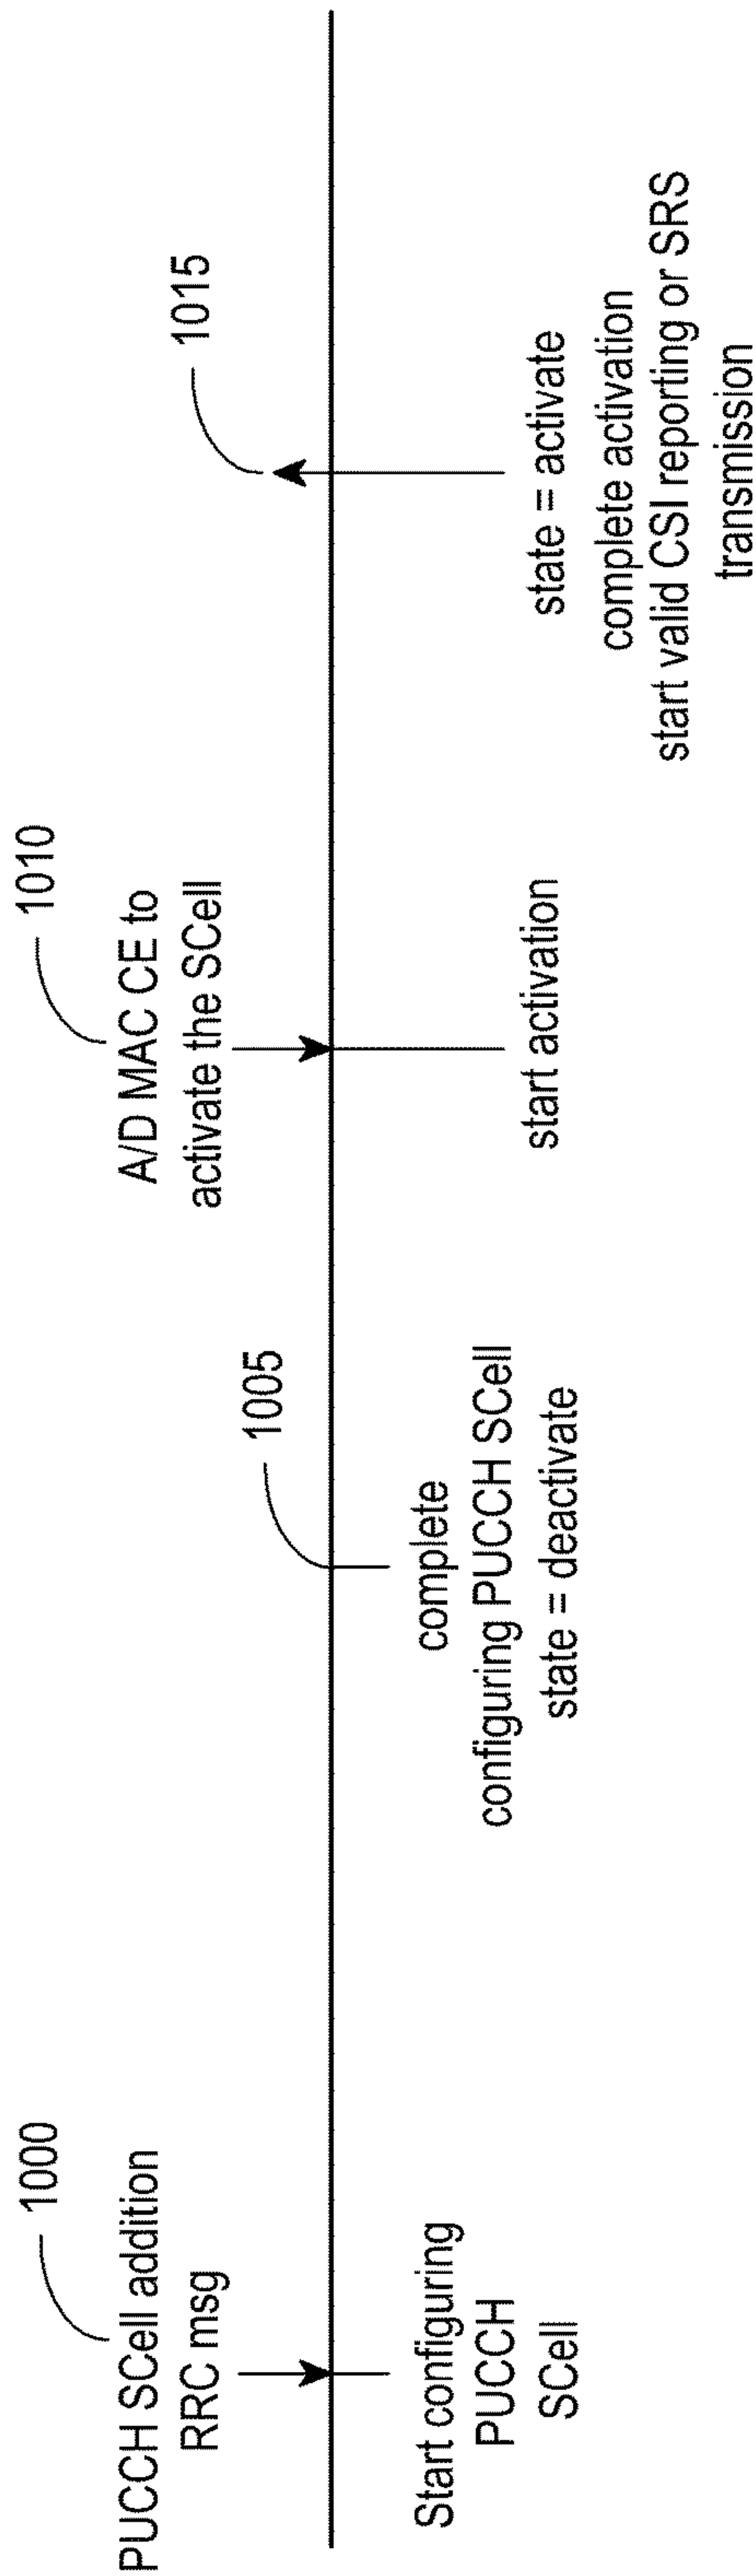 1000
PUCCH SCell addition
RRC msg
Start configuring
PUCCH
SCell
1005
complete
configuring PUCCH SCell
state = deactivate
1010
A/D MAC CE to
activate the SCell
start activation
1015
state = activate
complete activation
start valid CSI reporting or SRS
transmission